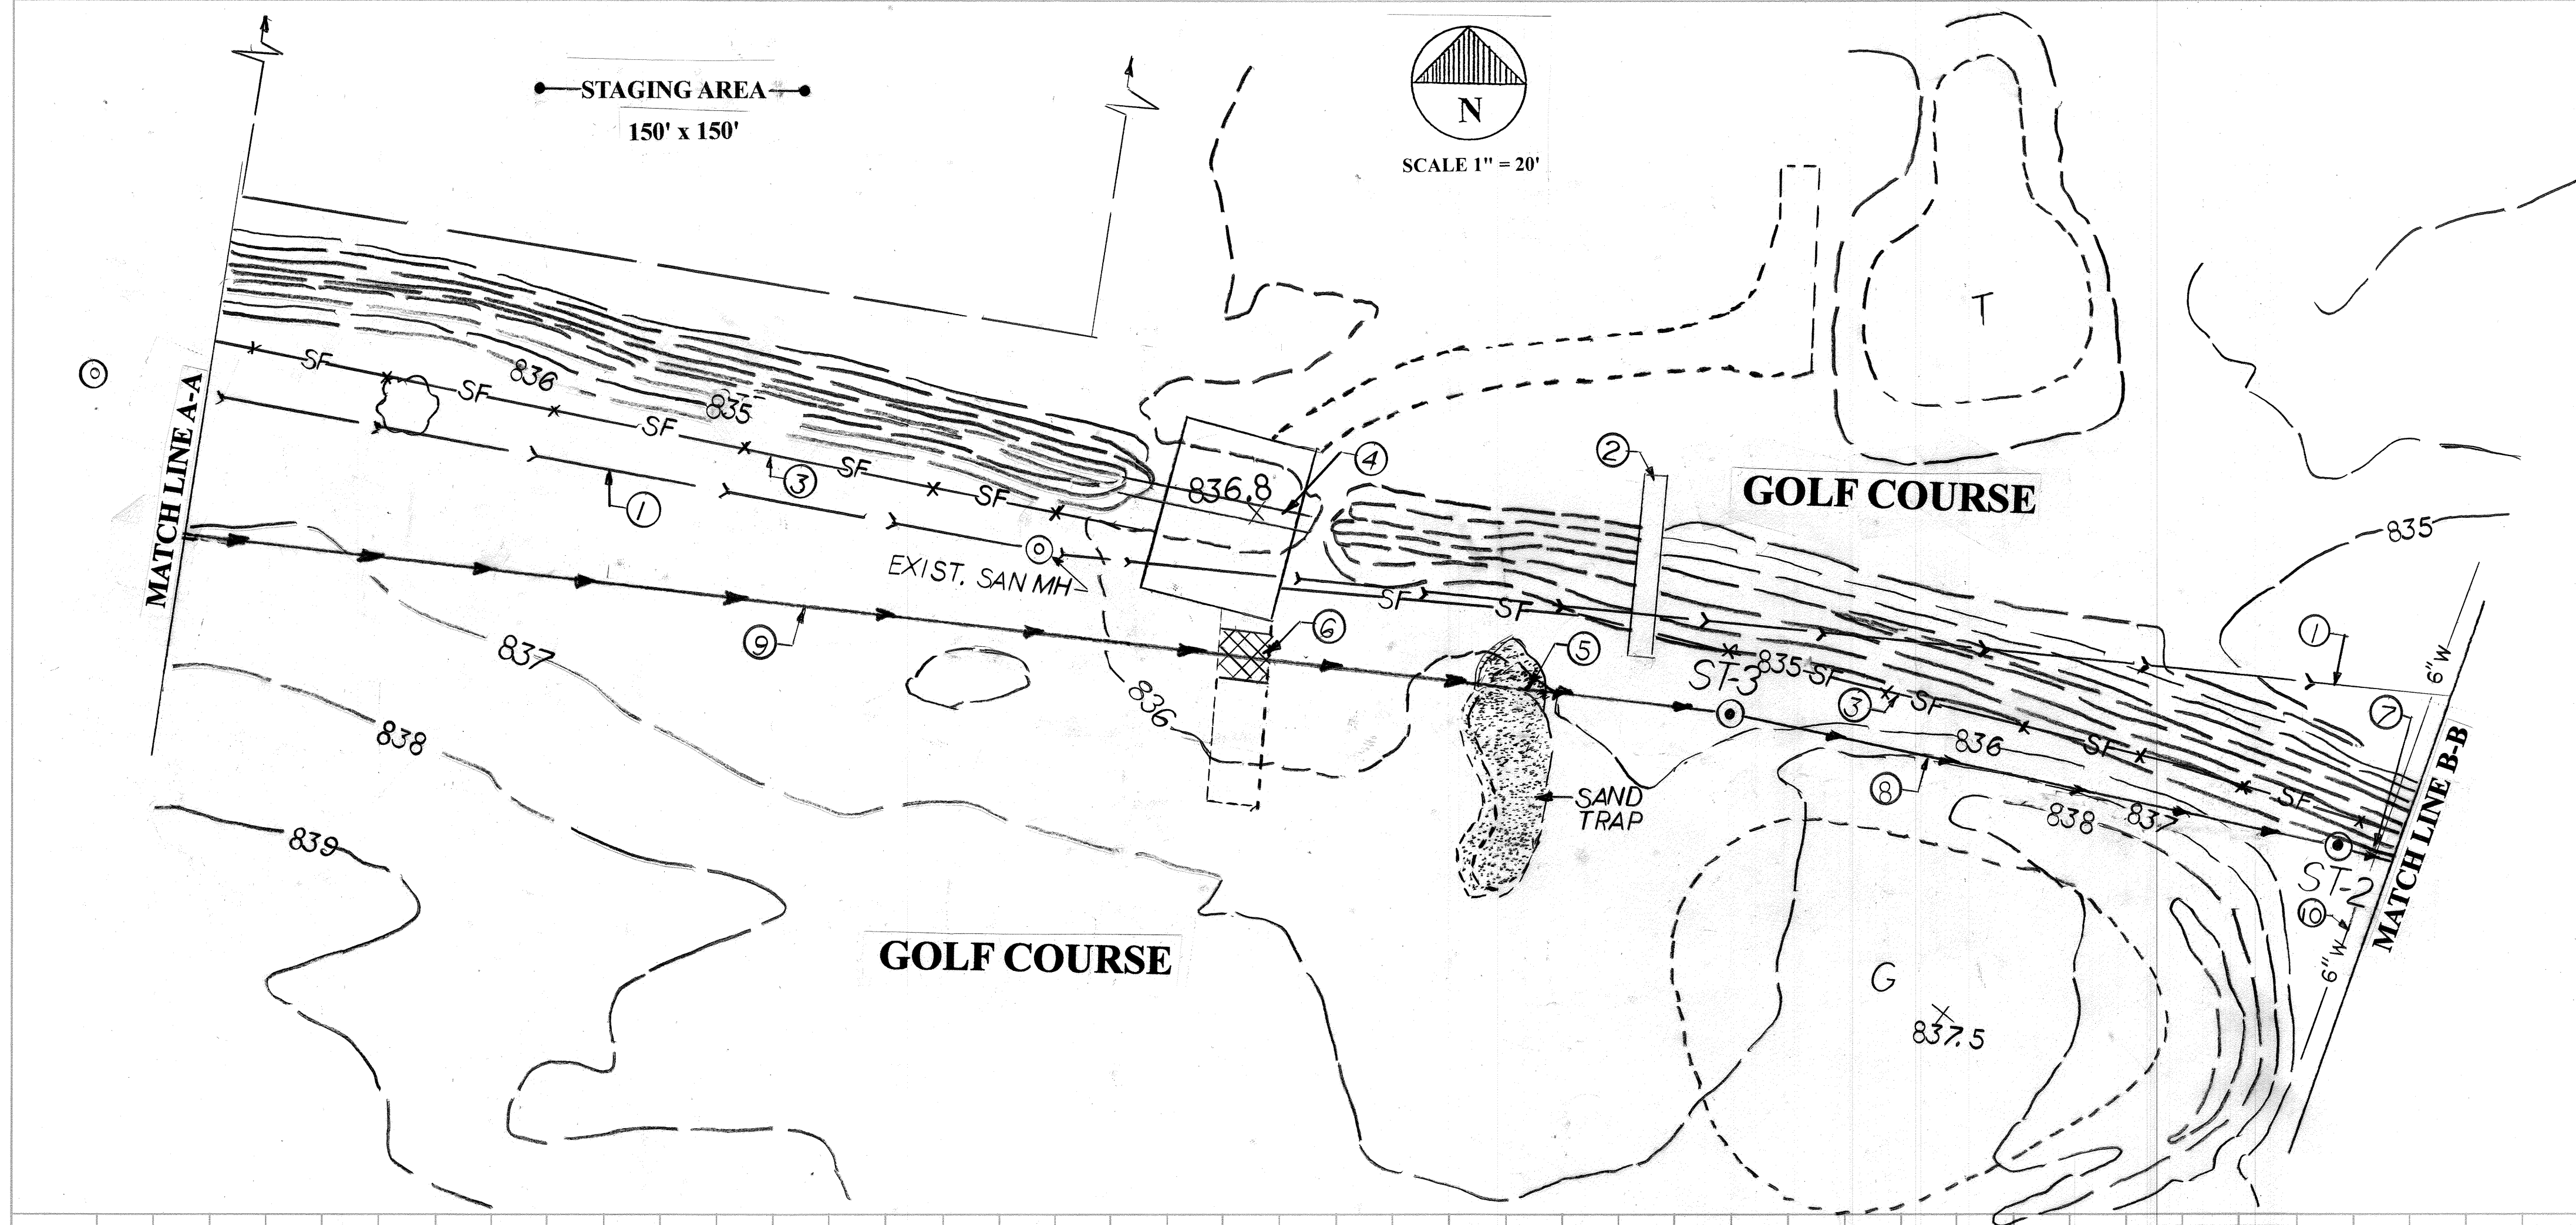 STAGING AREA
150' x 150'
N
SCALE 1" = 20'
T
MATCH LINE A-A
SF
SF
SF
SF
SF
836
835
3
1
836.8
4
2
GOLF COURSE
835
EXIST. SAN MH
SF
SF
6
5
9
837
836
838
839
ST-3
835
SF
3
SF
836
SF
SF
8
838
837
SAND
TRAP
1
6" W
7
MATCH LINE B-B
ST-2
10
6" W
GOLF COURSE
G
837.5